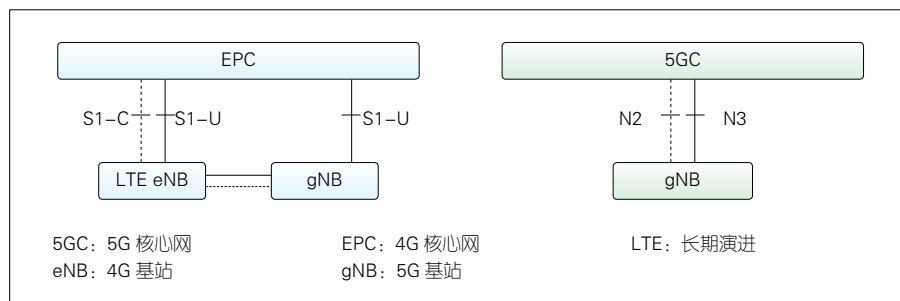 EPC
5GC
S1-C
S1-U
S1-U
N2
N3
LTE eNB
gNB
gNB
5GC：5G 核心网
EPC：4G 核心网
LTE：长期演进
eNB：4G 基站
gNB：5G 基站